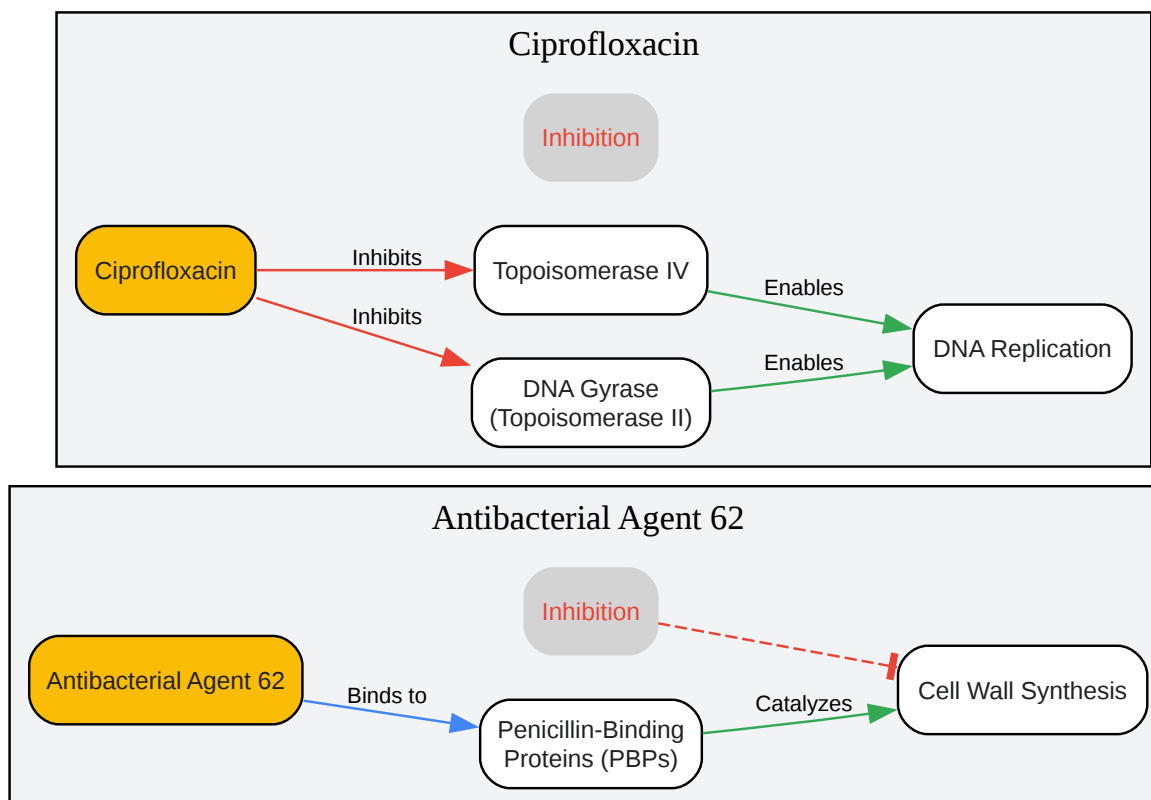 Ciprofloxacin
Inhibition
Ciprofloxacin
Inhibits
Topoisomerase IV
Enables
Inhibits
DNA Replication
Enables
DNA Gyrase
(Topoisomerase II)
Antibacterial Agent 62
Inhibition
Antibacterial Agent 62
Binds to
Penicillin-Binding
Proteins (PBPs)
Catalyzes
Cell Wall Synthesis